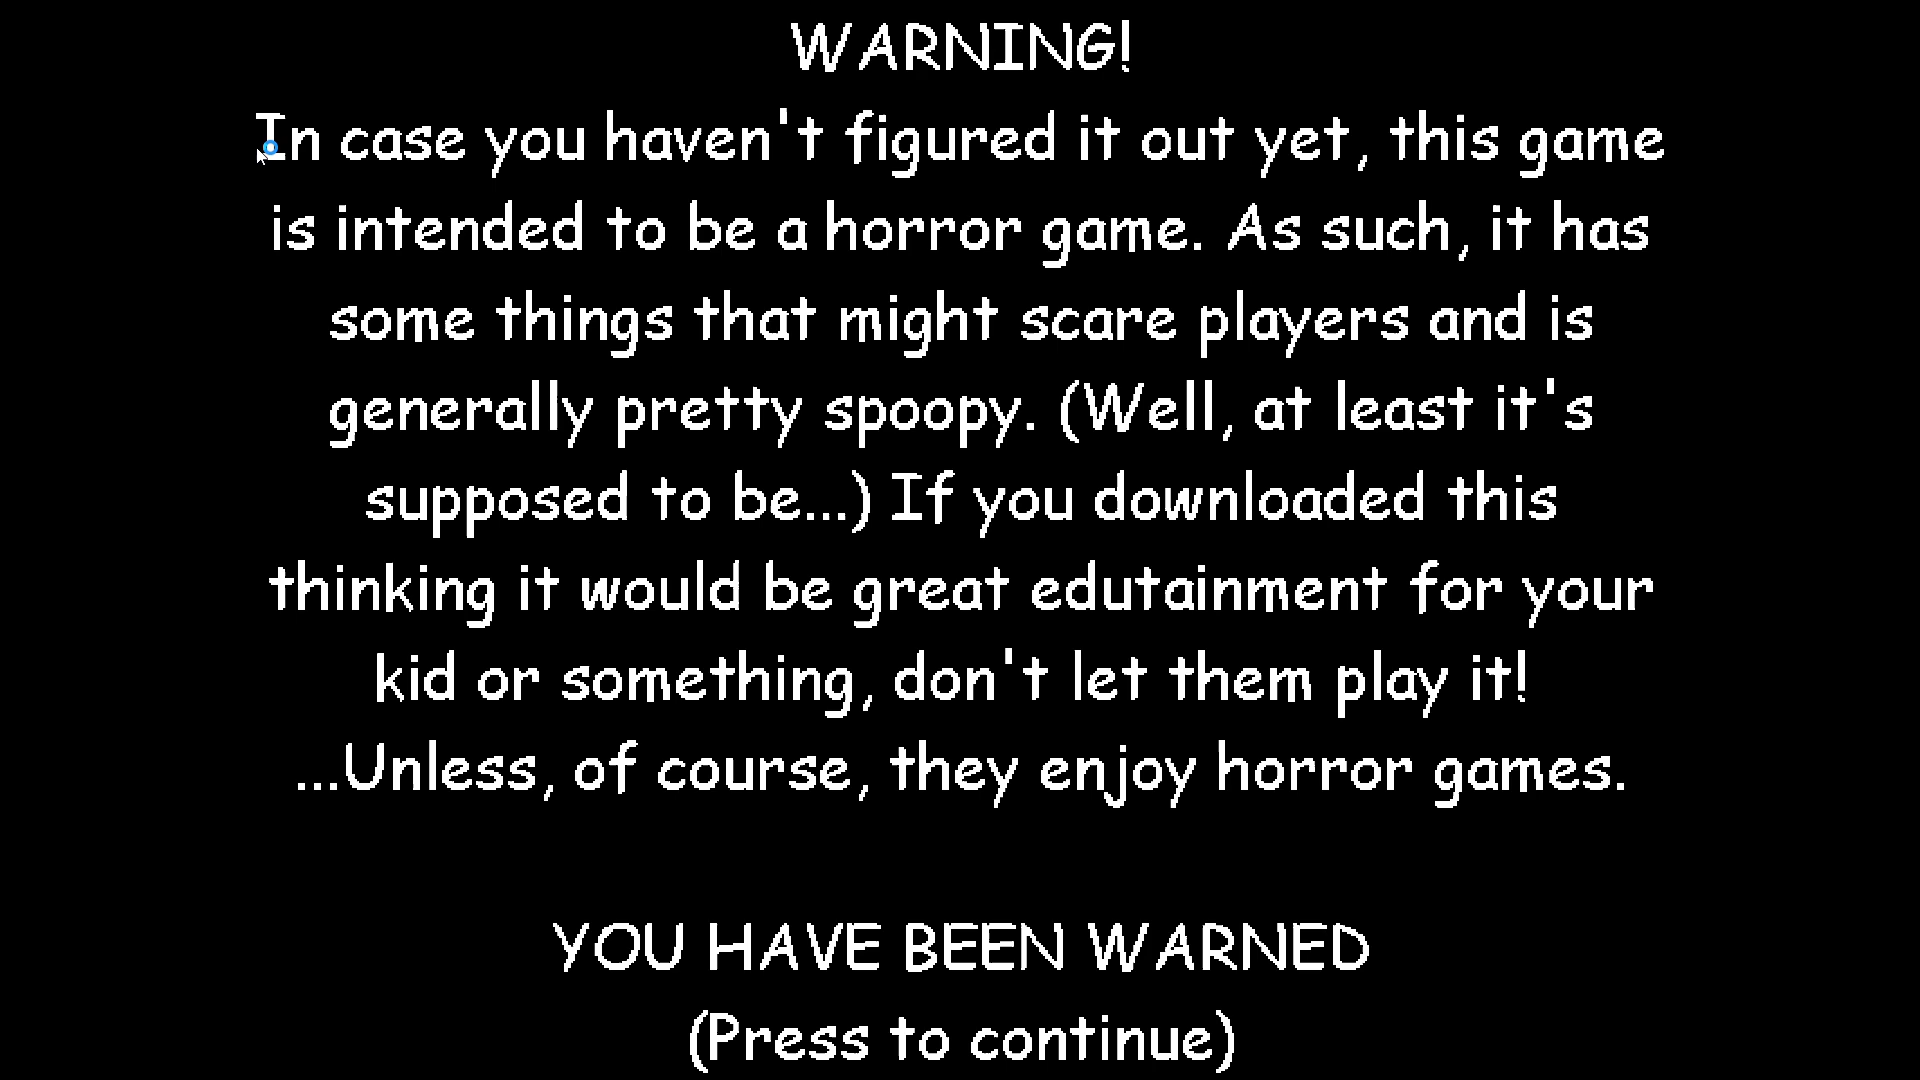 WARNING!
In case you haven't figured it out yet, this game
is intended to be a horror game. As such, it has
some things that might scare players and is
generally pretty spoopy. (Well, at least it's
supposed to be...) If you downloaded this
thinking it would be great edutainment for your
kid or something, don't let them play it!
...Unless, of course, they enjoy horror games.
YOU HAVE BEEN WARNED
(Press to continue)